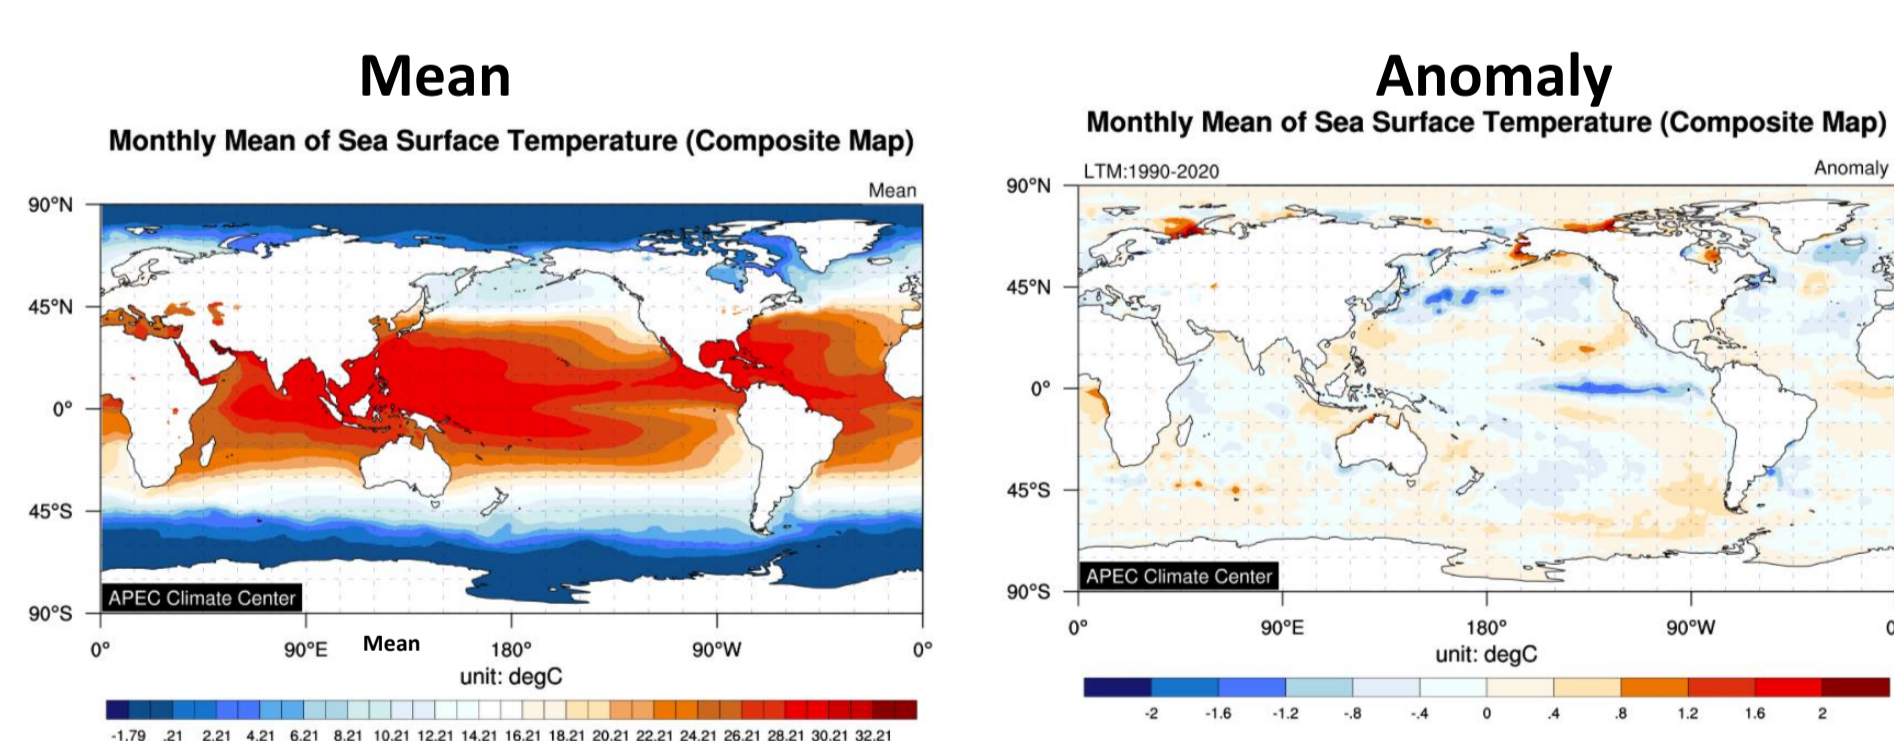 Mean
Monthly Mean of Sea Surface Temperature (Composite Map)
Mean
90°N
45°N
0°
45°S
90°S
APEC Climate Center
0° 90°E Mean 180° 90°W 0°
unit: degC
-1.79 .21 2.21 4.21 6.21 8.21 10.21 12.21 14.21 16.21 18.21 20.21 22.21 24.21 26.21 28.21 30.21 32.21
Anomaly
Monthly Mean of Sea Surface Temperature (Composite Map)
LTM:1990-2020 Anomaly
90°N
45°N
0°
45°S
90°S
APEC Climate Center
0° 90°E 180° 90°W
unit: degC
-2 -1.6 -1.2 -.8 -.4 0 .4 .8 1.2 1.6 2